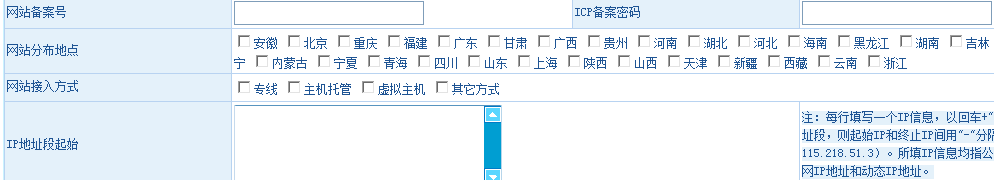 网站备案号 ICP备案密码
网站分布地点 安徽 北京 重庆 福建 广东 甘肃 广西 贵州 河南 湖北 河北 海南 黑龙江 湖南 吉林
宁 内蒙古 宁夏 青海 四川 山东 上海 陕西 山西 天津 新疆 西藏 云南 浙江
网站接入方式 专线 主机托管 虚拟主机 其它方式
IP地址段起始
注：每行填写一个IP信息，以回车+"
址段，则起始IP和终止IP间用"-"分隔
115.218.51.3）。所填IP信息均指公
网IP地址和动态IP地址。